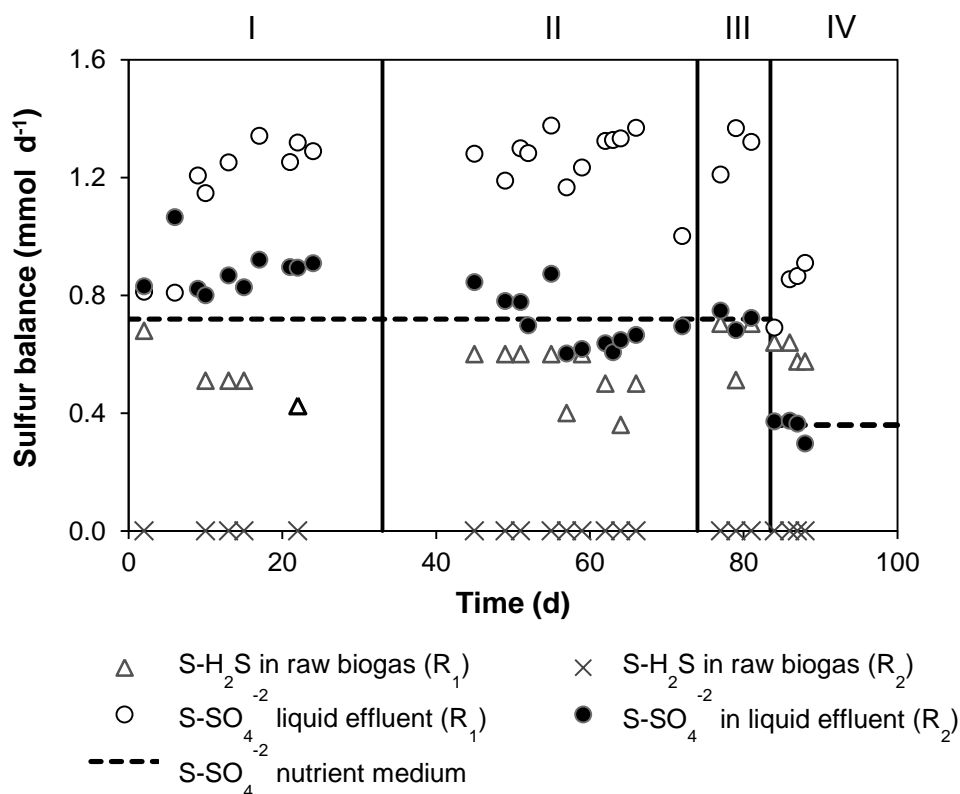 I II III IV
1.6
1.2
0.8
0.4
0.0
0 20 40 60 80 100
Sulfur balance (mmol d⁻¹)
Time (d)
S-H₂S in raw biogas (R₁)
S-H₂S in raw biogas (R₂)
S-SO₄⁻² liquid effluent (R₁)
S-SO₄⁻² in liquid effluent (R₂)
S-SO₄⁻² nutrient medium